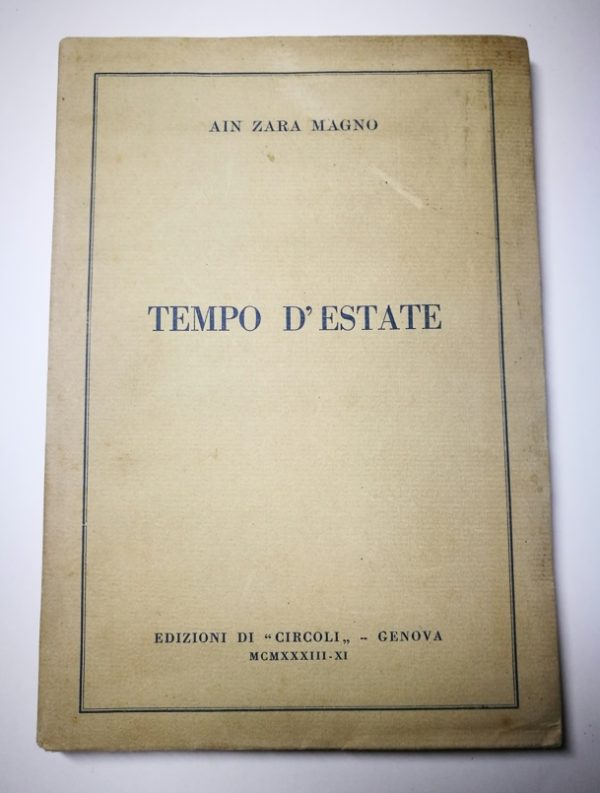 AIN ZARA MAGNO
TEMPO D'ESTATE
EDIZIONI DI “CIRCOLI„ - GENOVA
MCMXXXIII-XI